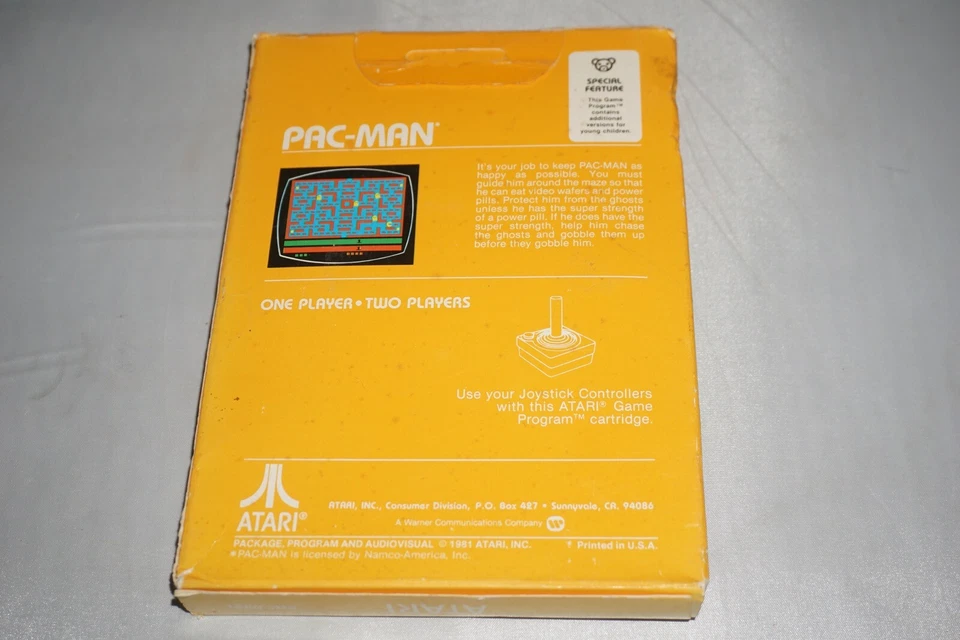 SPECIAL
FEATURE
This Game
Program™
contains
additional
versions for
young children.
PAC-MAN*
It's your job to keep PAC-MAN as
happy as possible. You must
guide him around the maze so that
he can eat video wafers and power
pills. Protect him from the ghosts
unless he has the super strength
of a power pill. If he does have the
super strength, help him chase
the ghosts and gobble them up
before they gobble him.
ONE PLAYER • TWO PLAYERS
Use your Joystick Controllers
with this ATARI® Game
Program™ cartridge.
ATARI®
ATARI, INC., Consumer Division, P.O. Box 427 • Sunnyvale, CA. 94086
A Warner Communications Company
PACKAGE, PROGRAM AND AUDIOVISUAL © 1981 ATARI, INC.
Printed in U.S.A.
*PAC-MAN is licensed by Namco-America, Inc.
ATARI